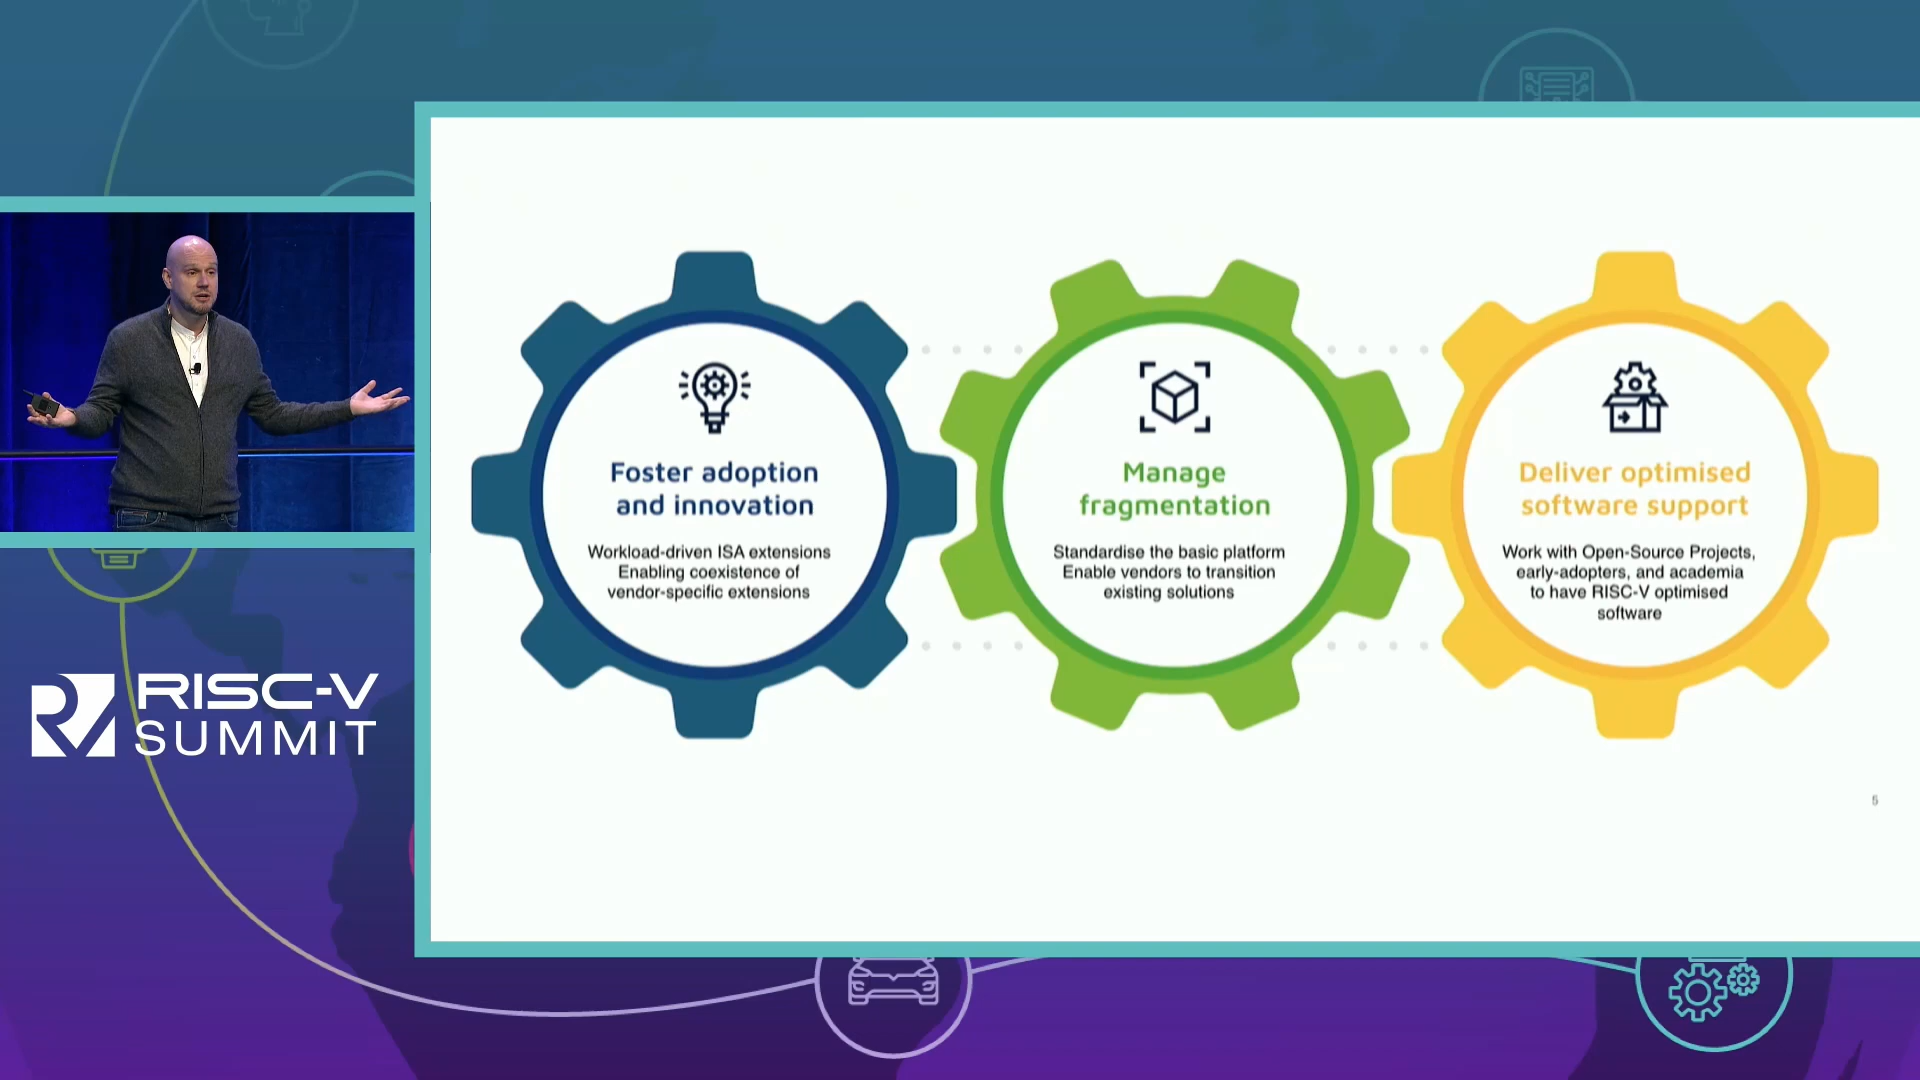 Foster adoption
and innovation
Workload-driven ISA extensions
Enabling coexistence of
vendor-specific extensions
Manage
fragmentation
Standardise the basic platform
Enable vendors to transition
existing solutions
Deliver optimised
software support
Work with Open-Source Projects,
early-adopters, and academia
to have RISC-V optimised
software
5
RISC-V
SUMMIT